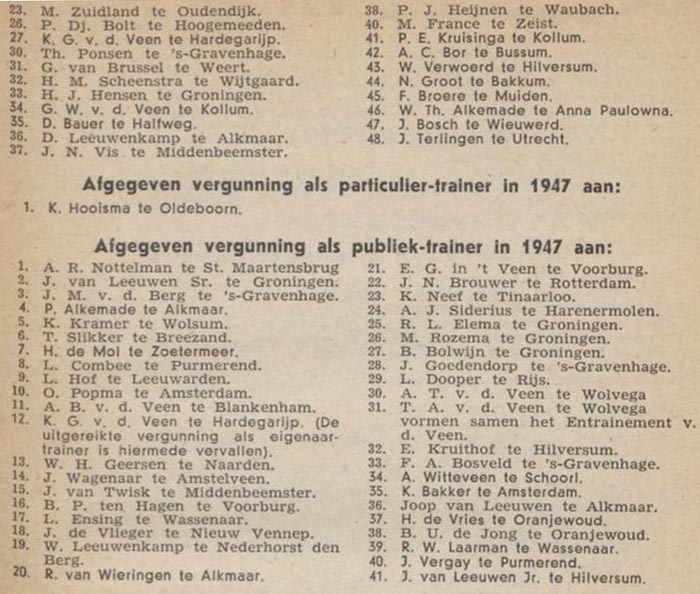 23. M. Zuidland te Oudendijk.
26. P. Dj. Bolt te Hoogemeeden.
27. K. G. v. d. Veen te Hardegarijp.
30. Th. Ponsen te 's-Gravenhage.
31. G. van Brussel te Weert.
32. H. M. Scheenstra te Wijtgaard.
33. H. J. Hensen te Groningen.
34. G. W. v. d. Veen te Kollum.
35. D. Bauer te Halfweg.
36. D. Leeuwenkamp te Alkmaar.
37. J. N. Vis te Middenbeemster.
38. P. J. Heijnen te Waubach.
40. M. France te Zeist.
41. P. E. Kruisinga te Kollum.
42. A. C. Bor te Bussum.
43. W. Verwoerd te Hilversum.
44. N. Groot te Bakkum.
45. F. Broere te Muiden.
46. W. Th. Alkemade te Anna Paulowna.
47. J. Bosch te Wieuwerd.
48. J. Terlingen te Utrecht.
Afgegeven vergunning als particulier-trainer in 1947 aan:
1. K. Hooisma te Oldeboorn.
Afgegeven vergunning als publiek-trainer in 1947 aan:
1. A. R. Nottelman te St. Maartensbrug
2. J. van Leeuwen Sr. te Groningen.
3. J. M. v. d. Berg te 's-Gravenhage.
4. P. Alkemade te Alkmaar.
5. K. Kramer te Wolsum.
6. T. Slikker te Breezand.
7. H. de Mol te Zoetermeer.
8. L. Combee te Purmerend.
9. L. Hof te Leeuwarden.
10. O. Popma te Amsterdam.
11. A. B. v. d. Veen te Blankenham.
12. K. G. v. d. Veen te Hardegarijp. (De
uitgereikte vergunning als eigenaar-
trainer is hiermede vervallen).
13. W. H. Geersen te Naarden.
14. J. Wagenaar te Amstelveen.
15. J. van Twisk te Middenbeemster.
16. B. P. ten Hagen te Voorburg.
17. L. Ensing te Wassenaar.
18. J. de Vlieger te Nieuw Vennep.
19. W. Leeuwenkamp te Nederhorst den
Berg.
20. R. van Wieringen te Alkmaar.
21. E. G. in 't Veen te Voorburg.
22. J. N. Brouwer te Rotterdam.
23. K. Neef te Tinaarloo.
24. A. J. Siderius te Harenermolen.
25. R. L. Elema te Groningen.
26. M. Rozema te Groningen.
27. B. Bolwijn te Groningen.
28. J. Goedendorp te 's-Gravenhage.
29. L. Dooper te Rijs.
30. A. T. v. d. Veen te Wolvega
31. T. A. v. d. Veen te Wolvega
vormen samen het Entrainement v.
d. Veen.
32. E. Kruithof te Hilversum.
33. F. A. Bosveld te 's-Gravenhage.
34. A. Witteveen te Schoorl.
35. K. Bakker te Amsterdam.
36. Joop van Leeuwen te Alkmaar.
37. H. de Vries te Oranjewoud.
38. B. U. de Jong te Oranjewoud.
39. R. W. Laarman te Wassenaar.
40. J. Vergay te Purmerend.
41. J. van Leeuwen Jr. te Hilversum.